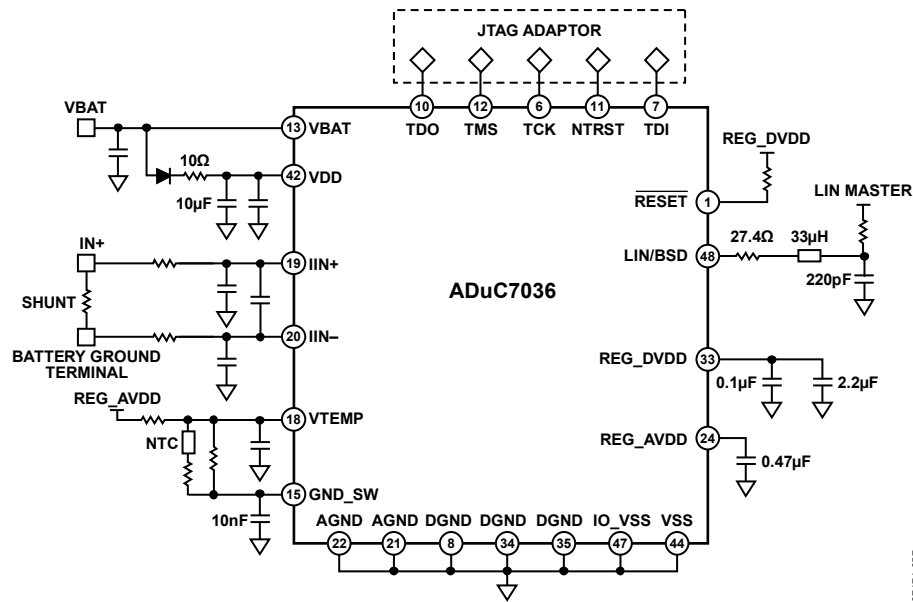 JTAG ADAPTOR
10 12 6 11 7
TDO TMS TCK NTRST TDI
VBAT
13 VBAT
10Ω
42 VDD
10µF
REG_DVDD
RESET 1
LIN MASTER
27.4Ω 33µH
LIN/BSD 48
220pF
IN+
19 IIN+
SHUNT
ADuC7036
20 IIN–
BATTERY GROUND
TERMINAL
REG_DVDD 33
0.1µF 2.2µF
REG_AVDD
18 VTEMP
NTC
REG_AVDD 24
0.47µF
15 GND_SW
10nF
AGND AGND DGND DGND DGND IO_VSS VSS
22 21 8 34 35 47 44